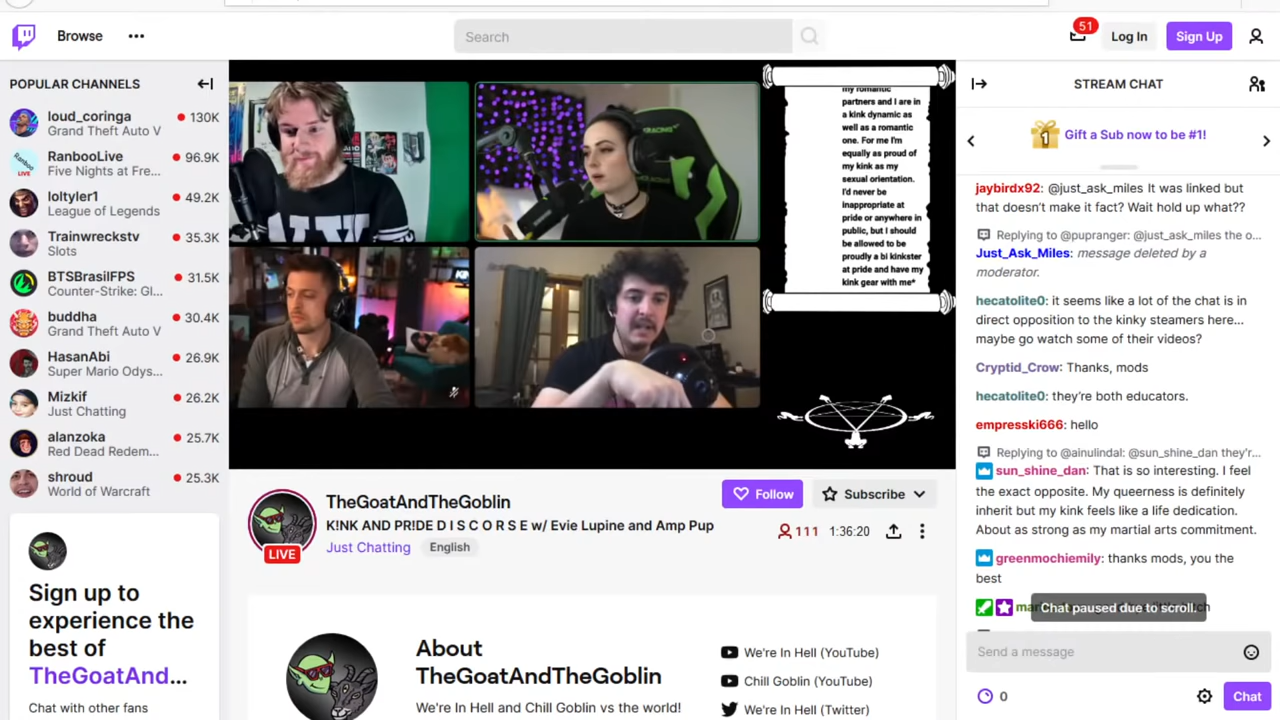 Browse
Search
51
Log In
Sign Up
POPULAR CHANNELS
loud_coringa
130K
Grand Theft Auto V
RanbooLive
96.9K
Five Nights at Fre...
loltyler1
49.2K
League of Legends
Trainwreckstv
35.3K
Slots
BTSBrasilFPS
31.5K
Counter-Strike: Gl...
buddha
30.4K
Grand Theft Auto V
HasanAbi
26.9K
Super Mario Odys...
Mizkif
26.2K
Just Chatting
alanzoka
25.7K
Red Dead Redem...
shroud
25.3K
World of Warcraft
Sign up to
experience the
best of
TheGoatAnd...
Chat with other fans
my romantic
partners and I are in
a kink dynamic as
well as a romantic
one. For me I'm
equally as proud of
my kink as my
sexual orientation.
I'd never be
inappropriate at
pride or anywhere in
public, but I should
be allowed to be
proudly a bi kinkster
at pride and have my
kink gear with me*
LIVE
TheGoatAndTheGoblin
K!NK AND PR!DE D I S C O R S E w/ Evie Lupine and Amp Pup
Just Chatting
English
Follow
Subscribe
111
1:36:20
About
TheGoatAndTheGoblin
We're In Hell and Chill Goblin vs the world!
We're In Hell (YouTube)
Chill Goblin (YouTube)
We're In Hell (Twitter)
STREAM CHAT
1
Gift a Sub now to be #1!
jaybirdx92: @just_ask_miles It was linked but
that doesn't make it fact? Wait hold up what??
Replying to @pupranger: @just_ask_miles the o...
Just_Ask_Miles: message deleted by a
moderator.
hecatolite0: it seems like a lot of the chat is in
direct opposition to the kinky steamers here...
maybe go watch some of their videos?
Cryptid_Crow: Thanks, mods
hecatolite0: they're both educators.
empresski666: hello
Replying to @ainulindal: @sun_shine_dan they'r...
sun_shine_dan: That is so interesting. I feel
the exact opposite. My queerness is definitely
inherit but my kink feels like a life dedication.
About as strong as my martial arts commitment.
greenmochiemily: thanks mods, you the
best
Chat paused due to scroll.
Send a message
0
Chat